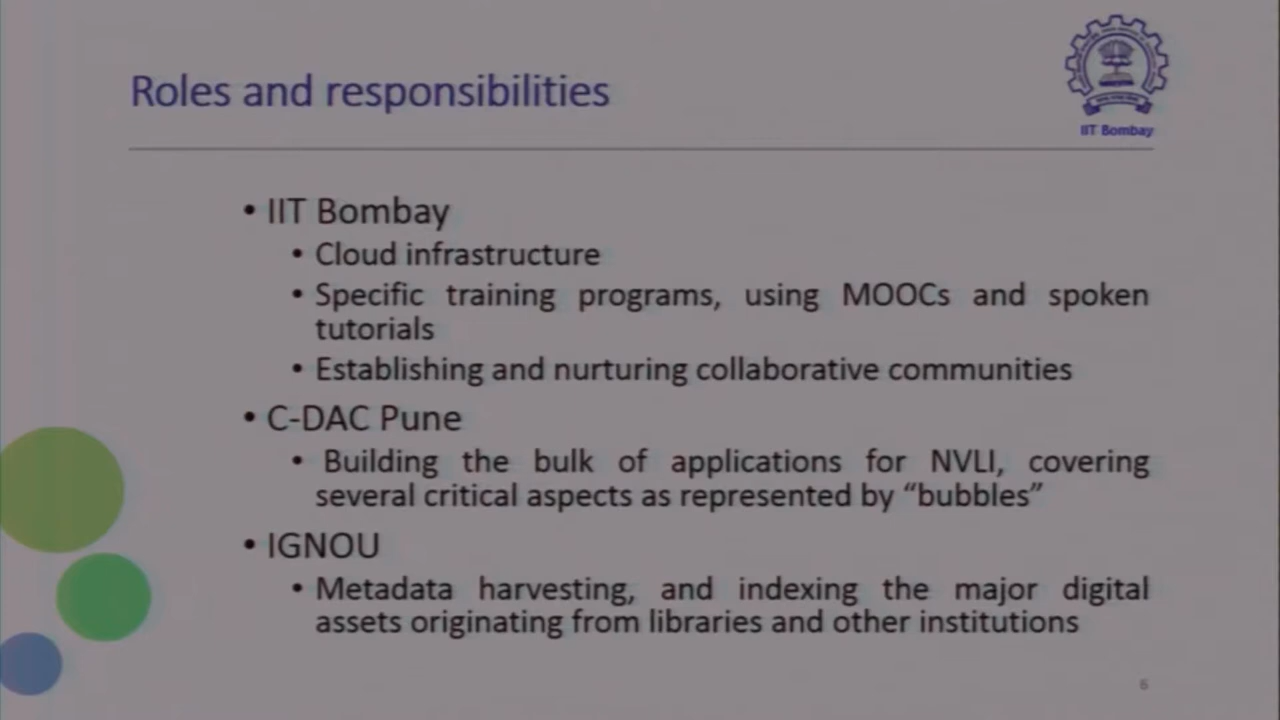 Roles and responsibilities
IIT Bombay
• IIT Bombay
• Cloud infrastructure
• Specific training programs, using MOOCs and spoken
tutorials
• Establishing and nurturing collaborative communities
• C-DAC Pune
• Building the bulk of applications for NVLI, covering
several critical aspects as represented by “bubbles”
• IGNOU
• Metadata harvesting, and indexing the major digital
assets originating from libraries and other institutions
6